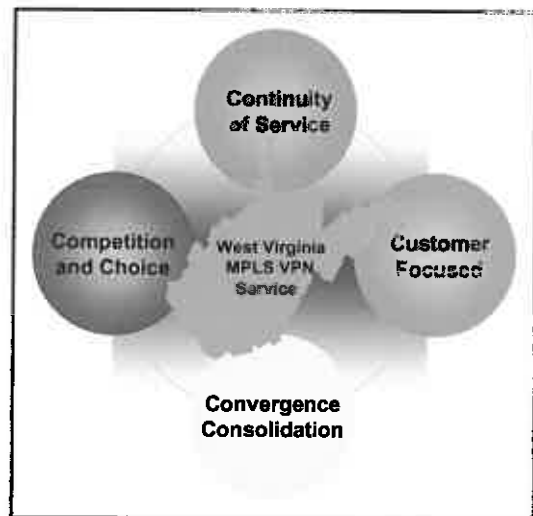 Continuity
of Service
Competition
and Choice
West Virginia
MPLS VPN
Service
Customer
Focused
Convergence
Consolidation